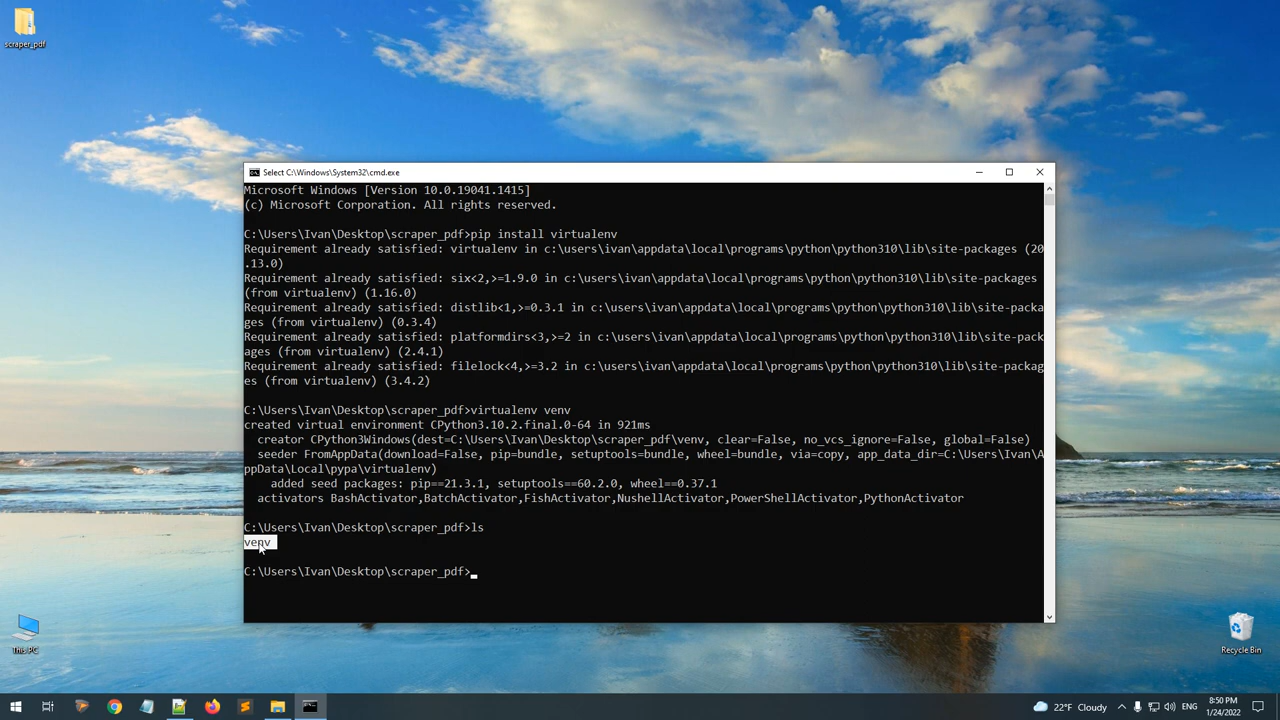 scraper_pdf
Select C:\Windows\System32\cmd.exe
Microsoft Windows [Version 10.0.19041.1415]
(c) Microsoft Corporation. All rights reserved.
C:\Users\Ivan\Desktop\scraper_pdf>pip install virtualenv
Requirement already satisfied: virtualenv in c:\users\ivan\appdata\local\programs\python\python310\lib\site-packages (20
.13.0)
Requirement already satisfied: six<2,>=1.9.0 in c:\users\ivan\appdata\local\programs\python\python310\lib\site-packages
(from virtualenv) (1.16.0)
Requirement already satisfied: distlib<1,>=0.3.1 in c:\users\ivan\appdata\local\programs\python\python310\lib\site-packa
ges (from virtualenv) (0.3.4)
Requirement already satisfied: platformdirs<3,>=2 in c:\users\ivan\appdata\local\programs\python\python310\lib\site-pack
ages (from virtualenv) (2.4.1)
Requirement already satisfied: filelock<4,>=3.2 in c:\users\ivan\appdata\local\programs\python\python310\lib\site-packag
es (from virtualenv) (3.4.2)
C:\Users\Ivan\Desktop\scraper_pdf>virtualenv venv
created virtual environment CPython3.10.2.final.0-64 in 921ms
creator CPython3Windows(dest=C:\Users\Ivan\Desktop\scraper_pdf\venv, clear=False, no_vcs_ignore=False, global=False)
seeder FromAppData(download=False, pip=bundle, setuptools=bundle, wheel=bundle, via=copy, app_data_dir=C:\Users\Ivan\A
ppData\Local\pypa\virtualenv)
added seed packages: pip==21.3.1, setuptools==60.2.0, wheel==0.37.1
activators BashActivator,BatchActivator,FishActivator,NushellActivator,PowerShellActivator,PythonActivator
C:\Users\Ivan\Desktop\scraper_pdf>ls
venv
C:\Users\Ivan\Desktop\scraper_pdf>
This PC
Recycle Bin
22°F Cloudy
ENG
8:50 PM
1/24/2022